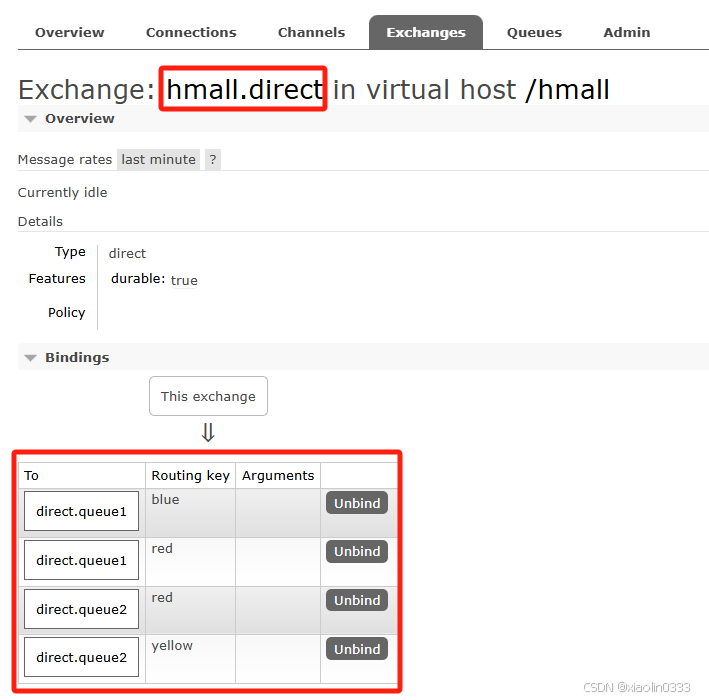 Overview Connections Channels Exchanges Queues Admin
Exchange: hmall.direct in virtual host /hmall
Overview
Message rates last minute ?
Currently idle
Details
Type direct
Features durable: true
Policy
Bindings
This exchange
⇓
To Routing key Arguments
direct.queue1 blue Unbind
direct.queue1 red Unbind
direct.queue2 red Unbind
direct.queue2 yellow Unbind
CSDN @xiaolin0333